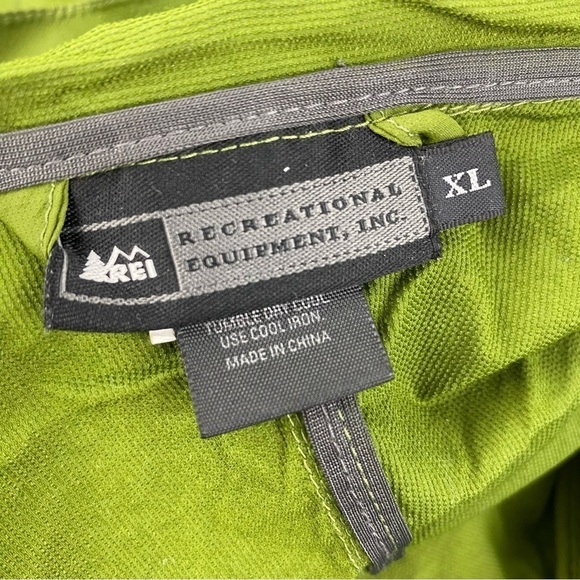 REI
RECREATIONAL
EQUIPMENT, INC.
XL
TUMBLE DRY COOL
USE COOL IRON.
MADE IN CHINA